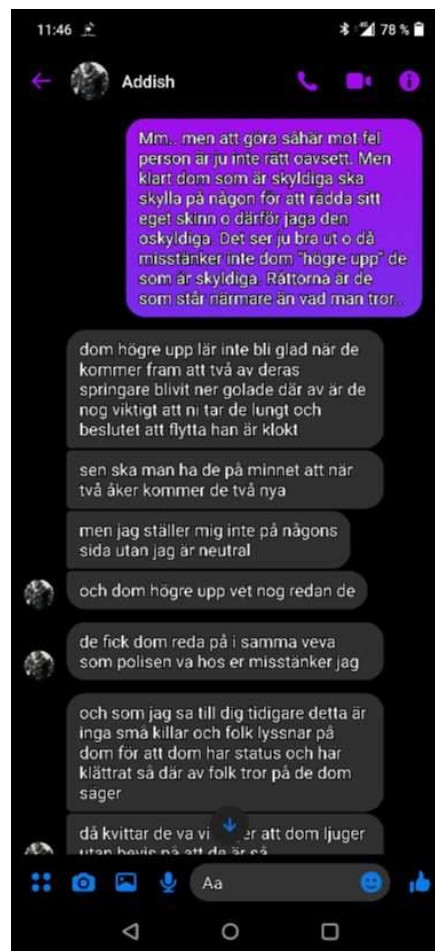 11:46
4G
78 %
Addish
Mm.. men att göra såhär mot fel
person är ju inte rätt oavsett. Men
klart dom som är skyldiga ska
skylla på någon för att rädda sitt
eget skinn o därför jaga den
oskyldiga. Det ser ju bra ut o då
misstänker inte dom "högre upp" de
som är skyldiga. Råttorna är de
som står närmare än vad man tror..
dom högre upp lär inte bli glad när de
kommer fram att två av deras
springare blivit ner golade där av är de
nog viktigt att ni tar de lungt och
beslutet att flytta han är klokt
sen ska man ha de på minnet att när
två åker kommer de två nya
men jag ställer mig inte på någons
sida utan jag är neutral
och dom högre upp vet nog redan de
de fick dom reda på i samma veva
som polisen va hos er misstänker jag
och som jag sa till dig tidigare detta är
inga små killar och folk lyssnar på
dom för att dom har status och har
klättrat så där av folk tror på de dom
säger
då kvittar de va vi er att dom ljuger
utan bevis på att de är så
Aa